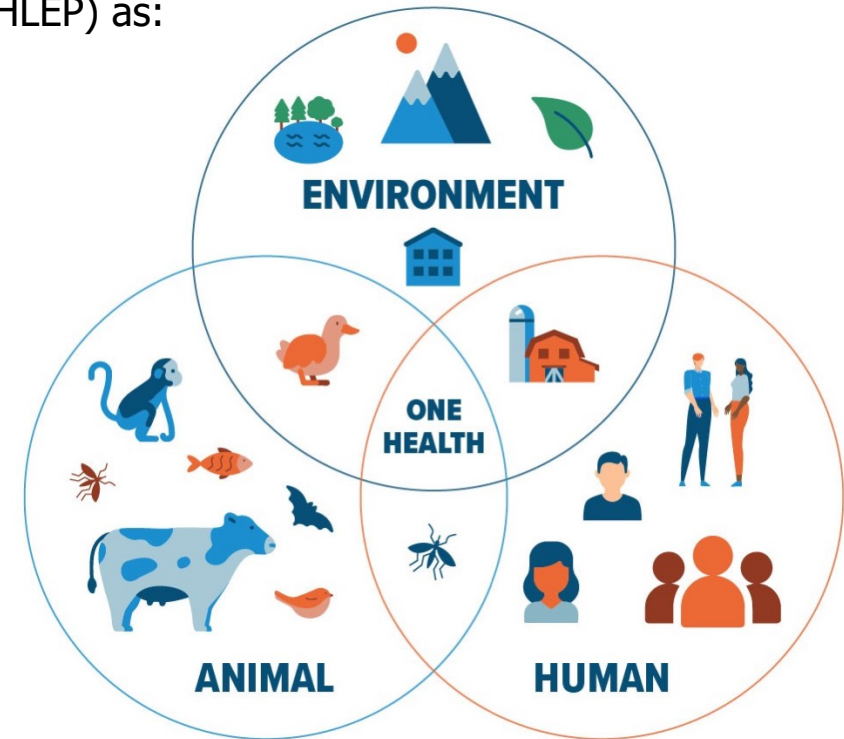 HLEP) as:
ENVIRONMENT
ONE
HEALTH
ANIMAL
HUMAN